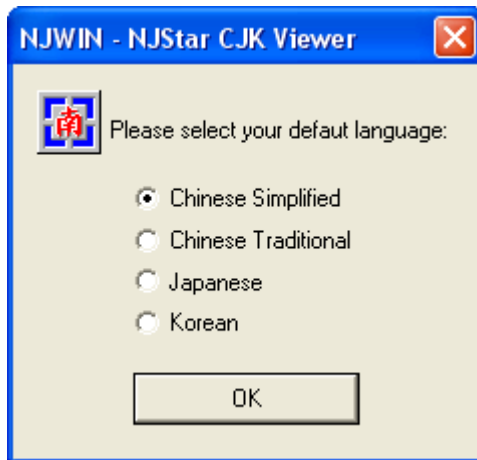 NJWIN - NJStar CJK Viewer
南
Please select your defaut language:
Chinese Simplified
Chinese Traditional
Japanese
Korean
OK